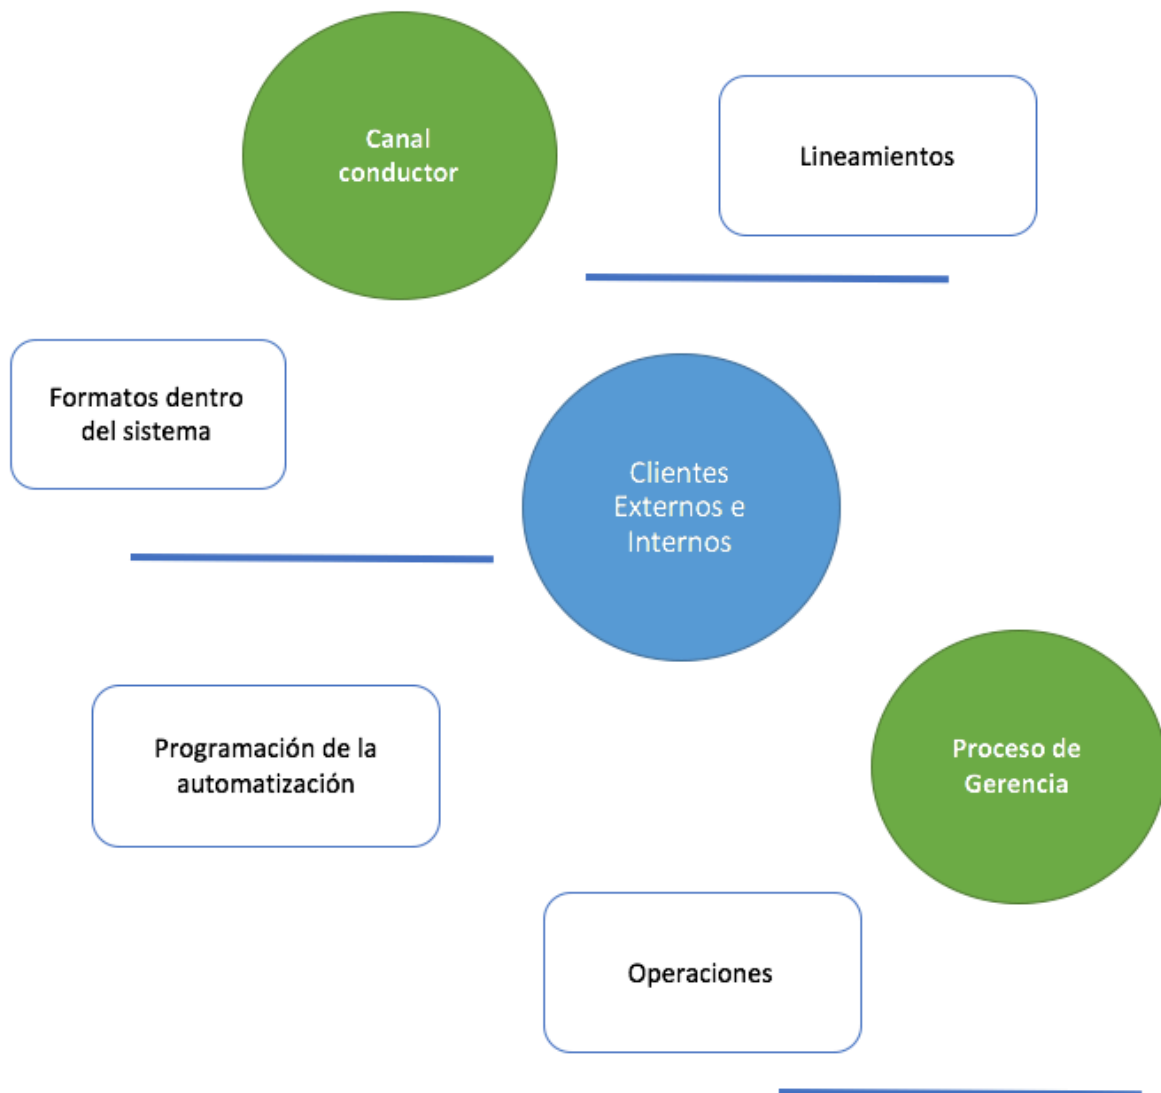 Canal
conductor
Lineamientos
Formatos dentro
del sistema
Clientes
Externos e
Internos
Programación de la
automatización
Proceso de
Gerencia
Operaciones